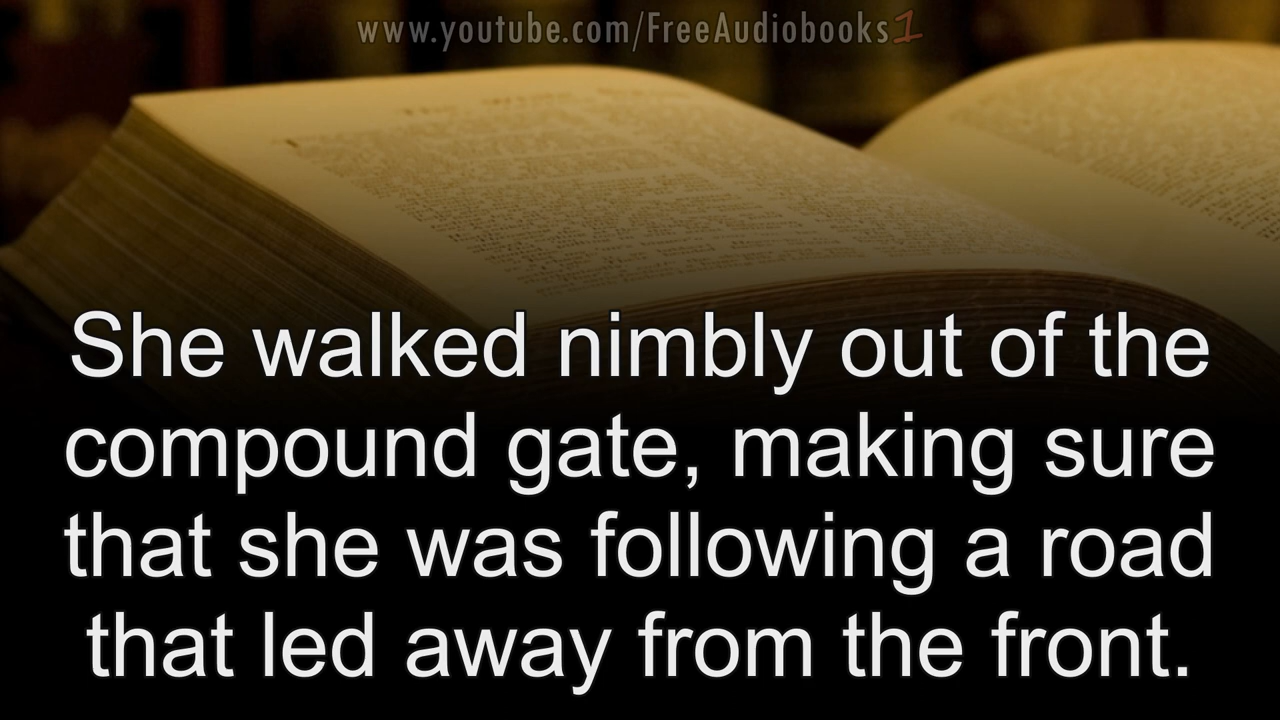 www.youtube.com/FreeAudiobooks1
She walked nimbly out of the
compound gate, making sure
that she was following a road
that led away from the front.